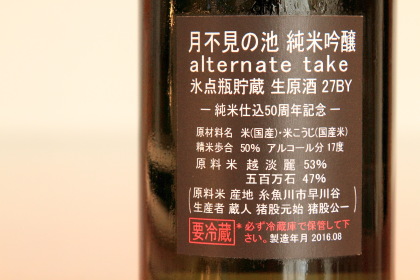 月不見の池 純米吟醸
alternate take
氷点瓶貯蔵 生原酒 27BY
－純米仕込50周年記念－
原材料名 米(国産)・米こうじ(国産米)
精米歩合 50% アルコール分 17度
原料米 越淡麗 53%
五百万石 47%
(原料米 産地 糸魚川市早川谷
生産者 蔵人 猪股元始 猪股公一)
要冷蔵 *必ず冷蔵庫で保管して下
さい。製造年月 2016.08